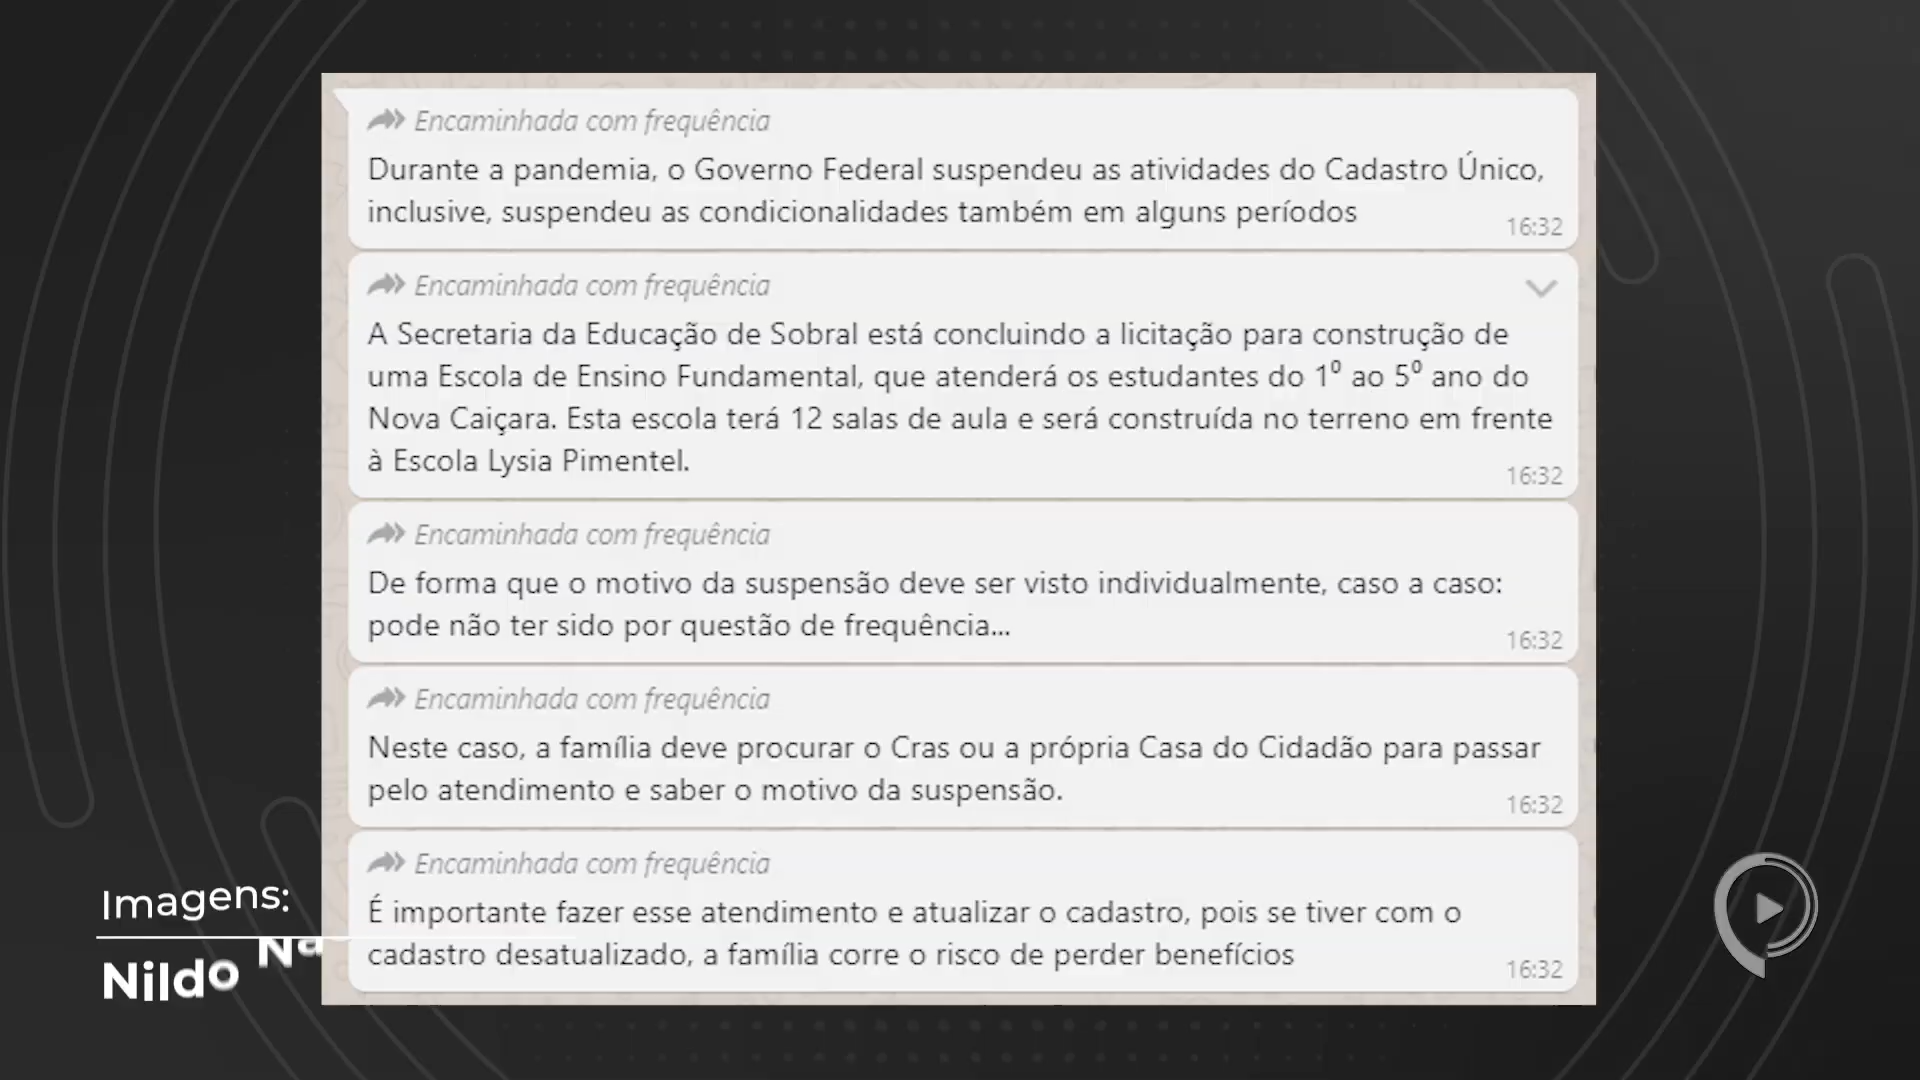 Encaminhada com frequência
Durante a pandemia, o Governo Federal suspendeu as atividades do Cadastro Único,
inclusive, suspendeu as condicionalidades também em alguns períodos
16:32
Encaminhada com frequência
A Secretaria da Educação de Sobral está concluindo a licitação para construção de
uma Escola de Ensino Fundamental, que atenderá os estudantes do 1º ao 5º ano do
Nova Caiçara. Esta escola terá 12 salas de aula e será construída no terreno em frente
à Escola Lysia Pimentel.
16:32
Encaminhada com frequência
De forma que o motivo da suspensão deve ser visto individualmente, caso a caso:
pode não ter sido por questão de frequência...
16:32
Encaminhada com frequência
Neste caso, a família deve procurar o Cras ou a própria Casa do Cidadão para passar
pelo atendimento e saber o motivo da suspensão.
16:32
Encaminhada com frequência
É importante fazer esse atendimento e atualizar o cadastro, pois se tiver com o
cadastro desatualizado, a família corre o risco de perder benefícios
16:32
Imagens:
Nildo